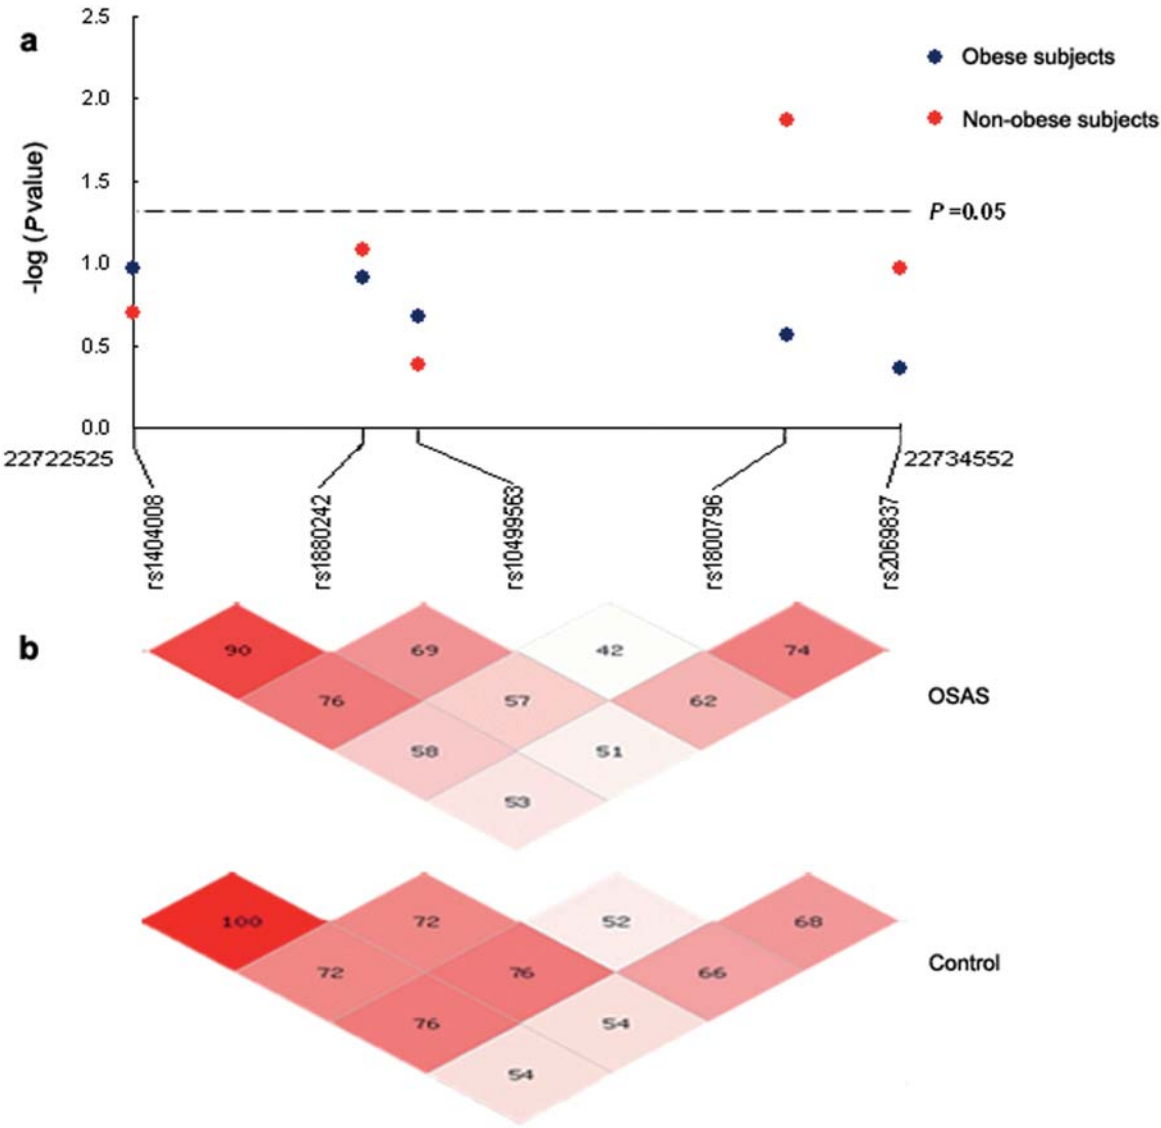 a
2.5
2.0
1.5
1.0
0.5
0.0
-log (P value)
Obese subjects
Non-obese subjects
P =0.05
22722525
22734552
rs1404008
rs1880242
rs10499563
rs1800796
rs2069837
b
90
69
42
74
76
57
62
58
51
53
OSAS
100
72
52
68
72
76
66
76
54
54
Control